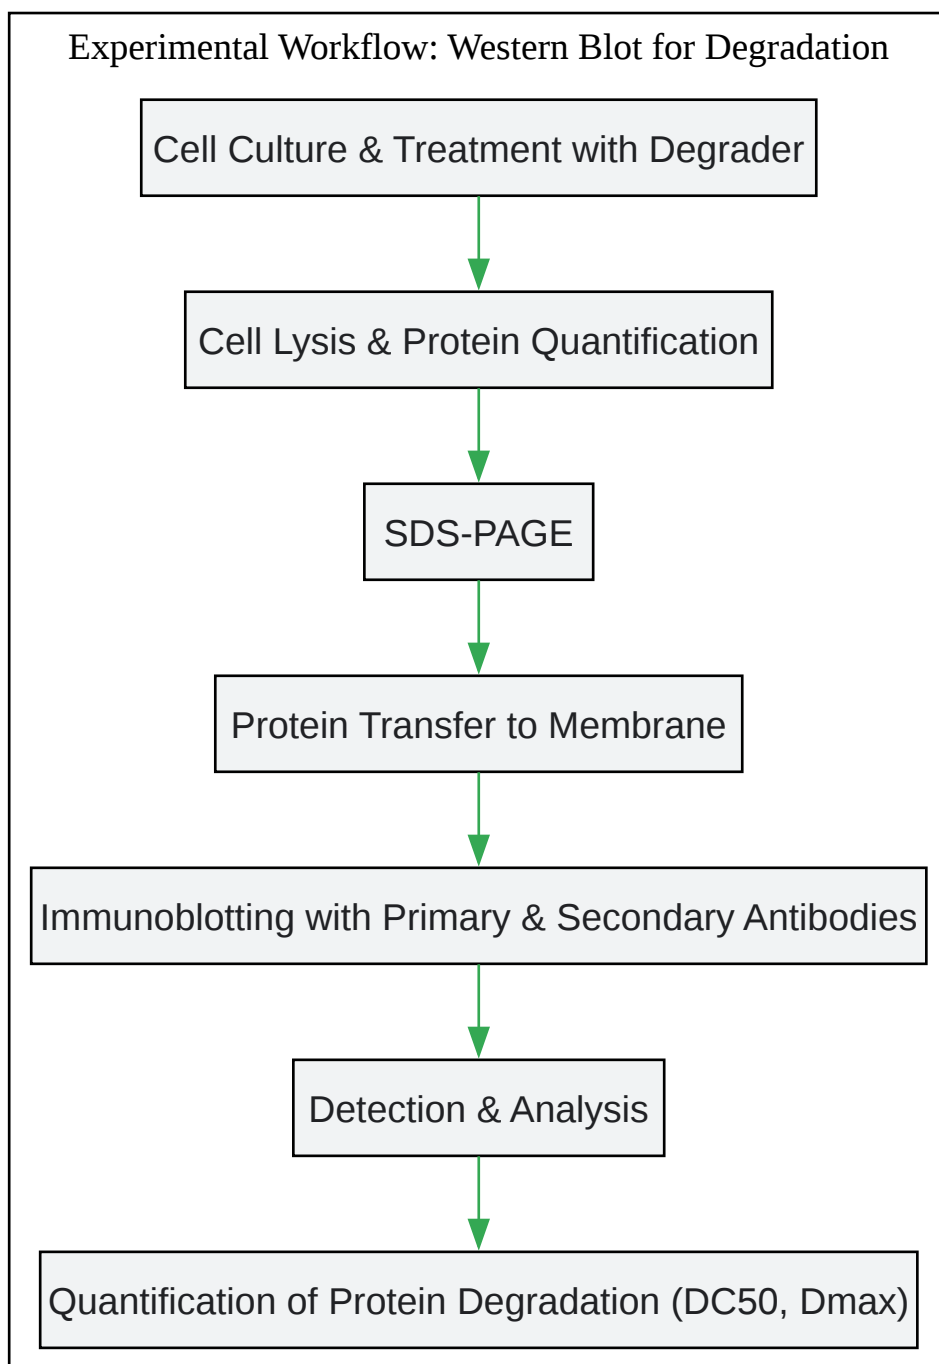 Experimental Workflow: Western Blot for Degradation
Cell Culture & Treatment with Degrader
Cell Lysis & Protein Quantification
SDS-PAGE
Protein Transfer to Membrane
Immunoblotting with Primary & Secondary Antibodies
Detection & Analysis
Quantification of Protein Degradation (DC50, Dmax)